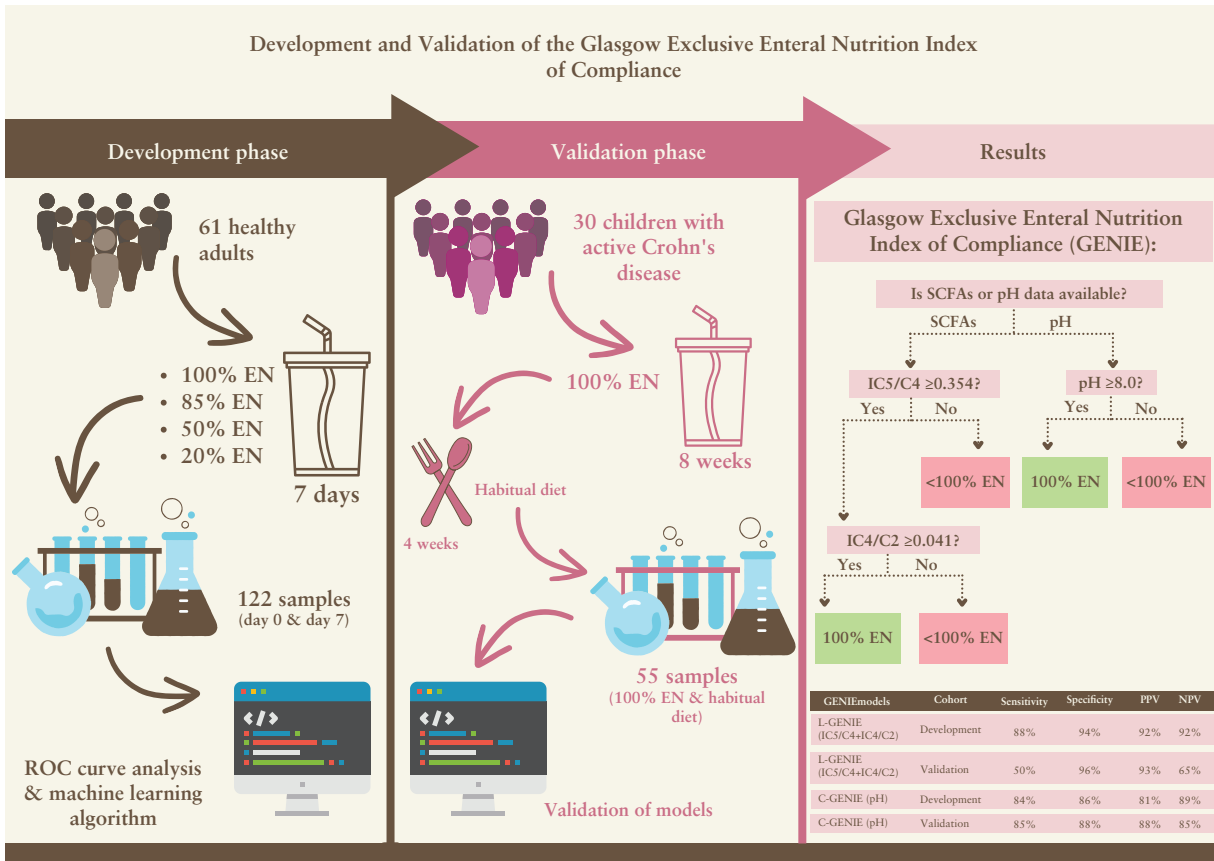 Development and Validation of the Glasgow Exclusive Enteral Nutrition Index
of Compliance
Development phase
Validation phase
Results
61 healthy
adults
• 100% EN
• 85% EN
• 50% EN
• 20% EN
7 days
122 samples
(day 0 & day 7)
</>
ROC curve analysis
& machine learning
algorithm
30 children with
active Crohn's
disease
100% EN
8 weeks
Habitual diet
4 weeks
55 samples
(100% EN & habitual
diet)
</>
Validation of models
Glasgow Exclusive Enteral Nutrition
Index of Compliance (GENIE):
Is SCFAs or pH data available?
SCFAs pH
IC5/C4 ≥0.354? pH ≥8.0?
Yes No Yes No
<100% EN 100% EN <100% EN
IC4/C2 ≥0.041?
Yes No
100% EN <100% EN
GENIEmodels Cohort Sensitivity Specificity PPV NPV
L-GENIE
(IC5/C4+IC4/C2) Development 88% 94% 92% 92%
L-GENIE
(IC5/C4+IC4/C2) Validation 50% 96% 93% 65%
C-GENIE (pH) Development 84% 86% 81% 89%
C-GENIE (pH) Validation 85% 88% 88% 85%